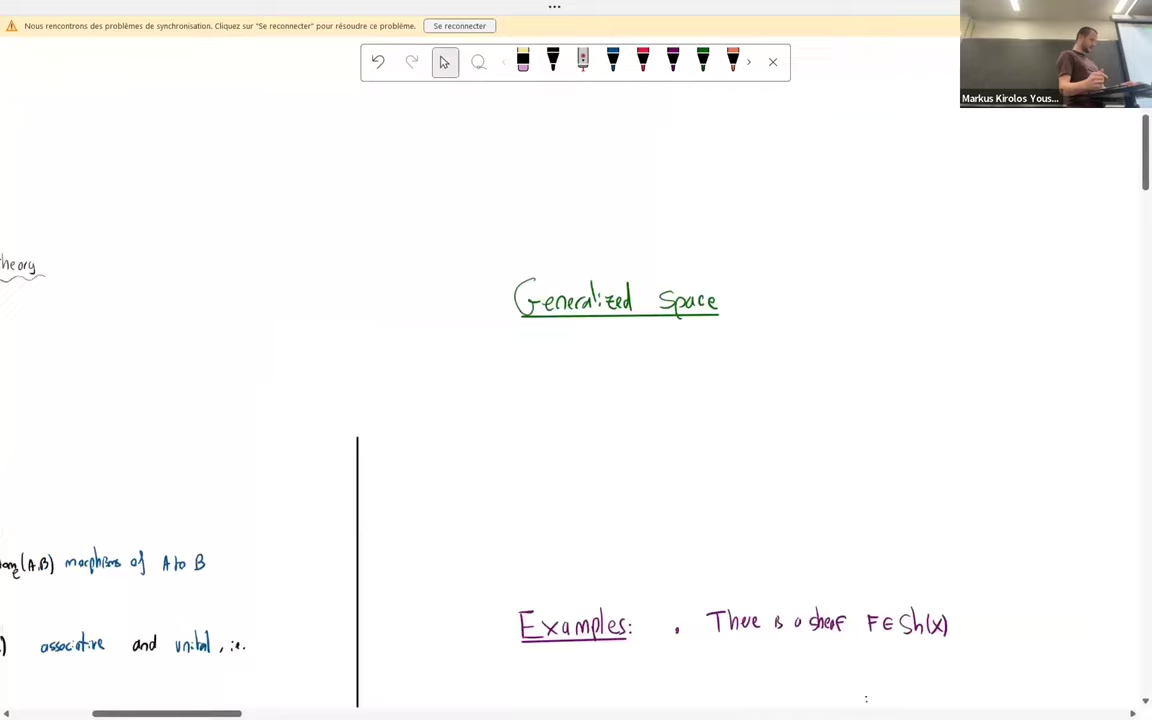 Nous rencontrons des problèmes de synchronisation. Cliquez sur "Se reconnecter" pour résoudre ce problème. Se reconnecter
Markus Kirolos Yous...
heory
Generalized Space
(A,B) morphisms of A to B
Examples: . There is a sheaf F ∈ Sh(X)
) associative and unital, i.e.